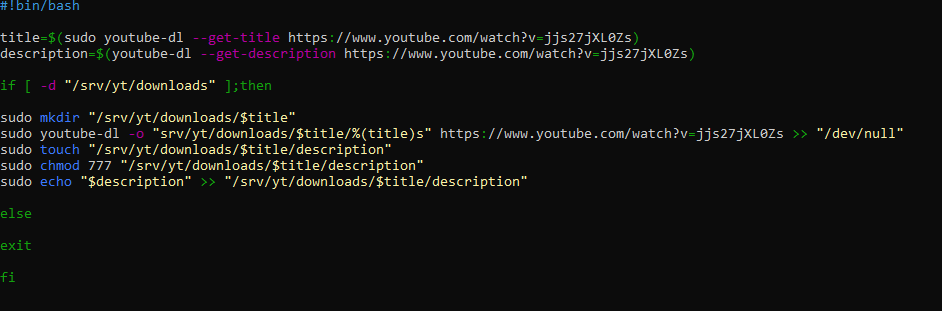 #!bin/bash
title=$(sudo youtube-dl --get-title https://www.youtube.com/watch?v=jjs27jXL0Zs)
description=$(youtube-dl --get-description https://www.youtube.com/watch?v=jjs27jXL0Zs)
if [ -d "/srv/yt/downloads" ];then
sudo mkdir "/srv/yt/downloads/$title"
sudo youtube-dl -o "srv/yt/downloads/$title/%(title)s" https://www.youtube.com/watch?v=jjs27jXL0Zs >> "/dev/null"
sudo touch "/srv/yt/downloads/$title/description"
sudo chmod 777 "/srv/yt/downloads/$title/description"
sudo echo "$description" >> "/srv/yt/downloads/$title/description"
else
exit
fi